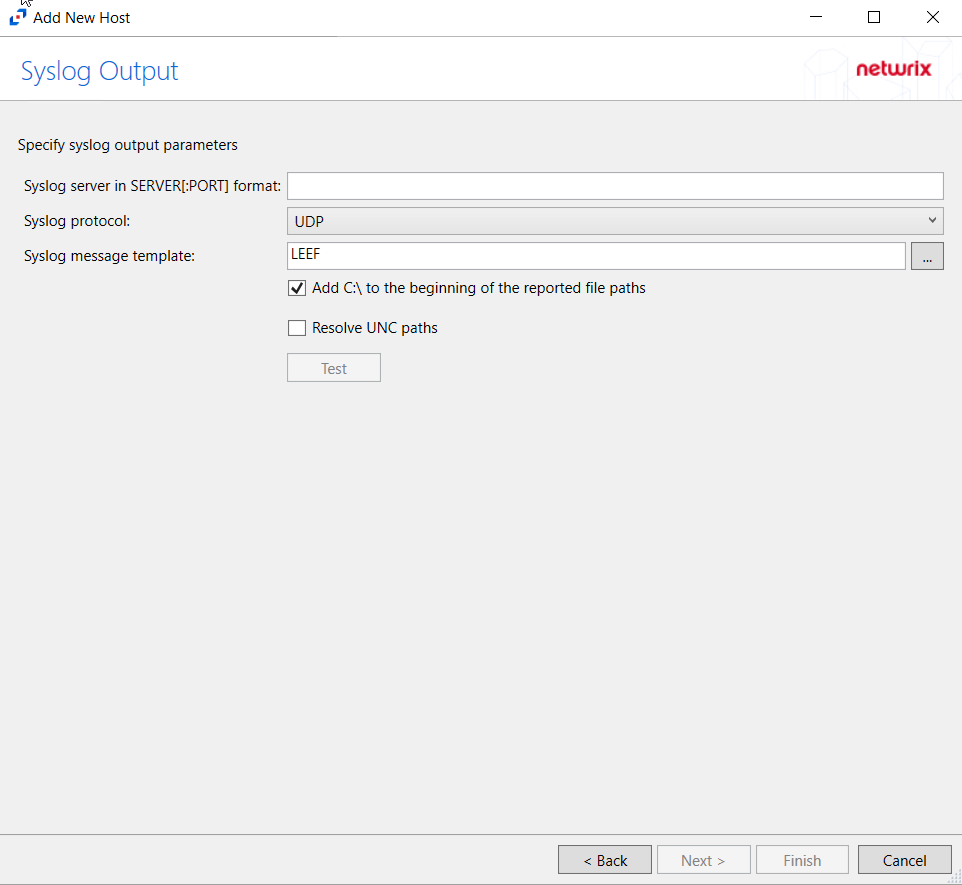 Add New Host
Syslog Output
netwrix
Specify syslog output parameters
Syslog server in SERVER[:PORT] format:
Syslog protocol:
UDP
Syslog message template:
LEEF
...
Add C:\ to the beginning of the reported file paths
Resolve UNC paths
Test
< Back
Next >
Finish
Cancel